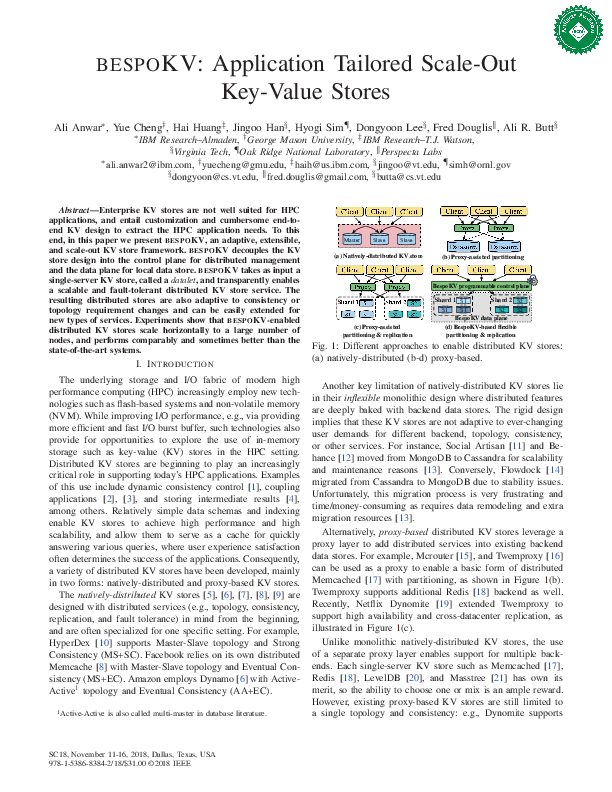 BESPOKV: Application Tailored Scale-Out
Key-Value Stores
Ali Anwar*, Yue Cheng†, Hai Huang‡, Jingoo Han§, Hyogi Sim¶, Dongyoon Lee§, Fred Douglis‖, Ali R. Butt§
*IBM Research–Almaden, †George Mason University, ‡IBM Research–T.J. Watson,
§Virginia Tech, ¶Oak Ridge National Laboratory, ‖Perspecta Labs
*ali.anwar2@ibm.com, †yuecheng@gmu.edu, ‡haih@us.ibm.com, §jingoo@vt.edu, ¶simh@ornl.gov
§dongyoon@cs.vt.edu, ‖fred.douglis@gmail.com, §butta@cs.vt.edu
Abstract—Enterprise KV stores are not well suited for HPC
applications, and entail customization and cumbersome end-to-
end KV design to extract the HPC application needs. To this
end, in this paper we present BESPOKV, an adaptive, extensible,
and scale-out KV store framework. BESPOKV decouples the KV
store design into the control plane for distributed management
and the data plane for local data store. BESPOKV takes as input a
single-server KV store, called a datalet, and transparently enables
a scalable and fault-tolerant distributed KV store service. The
resulting distributed stores are also adaptive to consistency or
topology requirement changes and can be easily extended for
new types of services. Experiments show that BESPOKV-enabled
distributed KV stores scale horizontally to a large number of
nodes, and performs comparably and sometimes better than the
state-of-the-art systems.
I. INTRODUCTION
The underlying storage and I/O fabric of modern high
performance computing (HPC) increasingly employ new tech-
nologies such as flash-based systems and non-volatile memory
(NVM). While improving I/O performance, e.g., via providing
more efficient and fast I/O burst buffer, such technologies also
provide for opportunities to explore the use of in-memory
storage such as key-value (KV) stores in the HPC setting.
Distributed KV stores are beginning to play an increasingly
critical role in supporting today's HPC applications. Examples
of this use include dynamic consistency control [1], coupling
applications [2], [3], and storing intermediate results [4],
among others. Relatively simple data schemas and indexing
enable KV stores to achieve high performance and high
scalability, and allow them to serve as a cache for quickly
answering various queries, where user experience satisfaction
often determines the success of the applications. Consequently,
a variety of distributed KV stores have been developed, mainly
in two forms: natively-distributed and proxy-based KV stores.
The natively-distributed KV stores [5], [6], [7], [8], [9] are
designed with distributed services (e.g., topology, consistency,
replication, and fault tolerance) in mind from the beginning,
and are often specialized for one specific setting. For example,
HyperDex [10] supports Master-Slave topology and Strong
Consistency (MS+SC). Facebook relies on its own distributed
Memcache [8] with Master-Slave topology and Eventual Con-
sistency (MS+EC). Amazon employs Dynamo [6] with Active-
Active¹ topology and Eventual Consistency (AA+EC).
¹Active-Active is also called multi-master in database literature.
Client Client Client
Master Slave Slave
(a) Natively-distributed KV store
Client Client Client
Proxy Proxy
Datastore Datastore
(b) Proxy-assisted partitioning
Client Client Client
Proxy Proxy
Shard 1 Shard 2
(c) Proxy-assisted
partitioning & replication
Client Client Client
BespoKV programmable control plane
Shard 1 Shard 2
BespoKV data plane
(d) BespoKV-based flexible
partitioning & replication
Fig. 1: Different approaches to enable distributed KV stores:
(a) natively-distributed (b-d) proxy-based.
Another key limitation of natively-distributed KV stores lie
in their inflexible monolithic design where distributed features
are deeply baked with backend data stores. The rigid design
implies that these KV stores are not adaptive to ever-changing
user demands for different backend, topology, consistency,
or other services. For instance, Social Artisan [11] and Be-
hance [12] moved from MongoDB to Cassandra for scalability
and maintenance reasons [13]. Conversely, Flowdock [14]
migrated from Cassandra to MongoDB due to stability issues.
Unfortunately, this migration process is very frustrating and
time/money-consuming as requires data remodeling and extra
migration resources [13].
Alternatively, proxy-based distributed KV stores leverage a
proxy layer to add distributed services into existing backend
data stores. For example, Mcrouter [15], and Twemproxy [16]
can be used as a proxy to enable a basic form of distributed
Memcached [17] with partitioning, as shown in Figure 1(b).
Twemproxy supports additional Redis [18] backend as well.
Recently, Netflix Dynomite [19] extended Twemproxy to
support high availability and cross-datacenter replication, as
illustrated in Figure 1(c).
Unlike monolithic natively-distributed KV stores, the use
of a separate proxy layer enables support for multiple back-
ends. Each single-server KV store such as Memcached [17],
Redis [18], LevelDB [20], and Masstree [21] has own its
merit, so the ability to choose one or mix is an ample reward.
However, existing proxy-based KV stores are still limited to
a single topology and consistency: e.g., Dynomite supports
SC18, November 11-16, 2018, Dallas, Texas, USA
978-1-5386-8384-2/18/$31.00 ©2018 IEEE